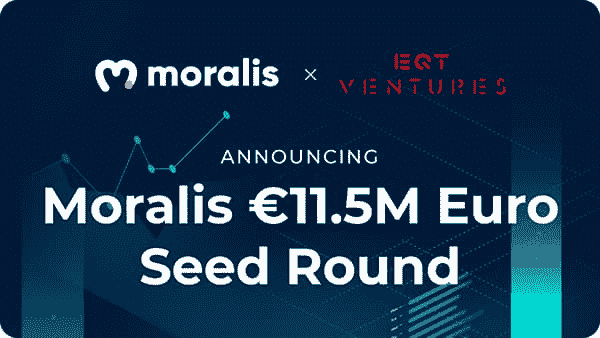 moralis × EQT
VENTURES
ANNOUNCING
Moralis €11.5M Euro
Seed Round